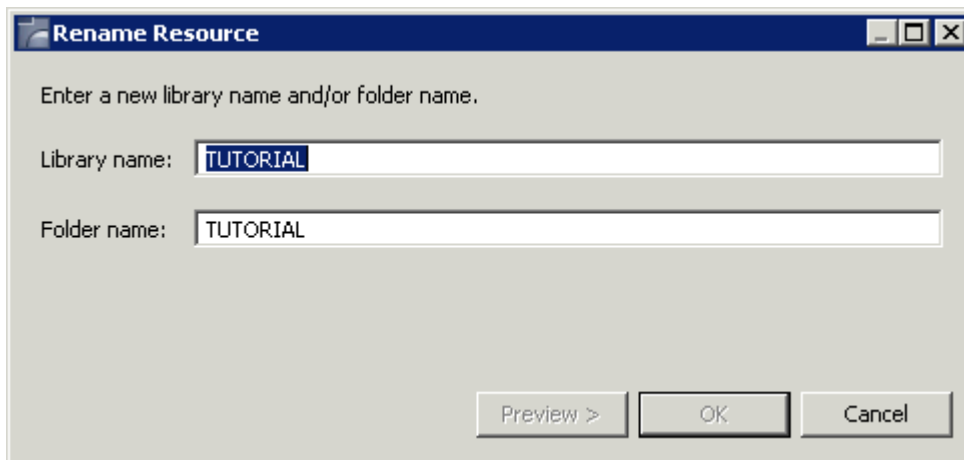 Rename Resource
Enter a new library name and/or folder name.
Library name: TUTORIAL
Folder name: TUTORIAL
Preview > OK Cancel